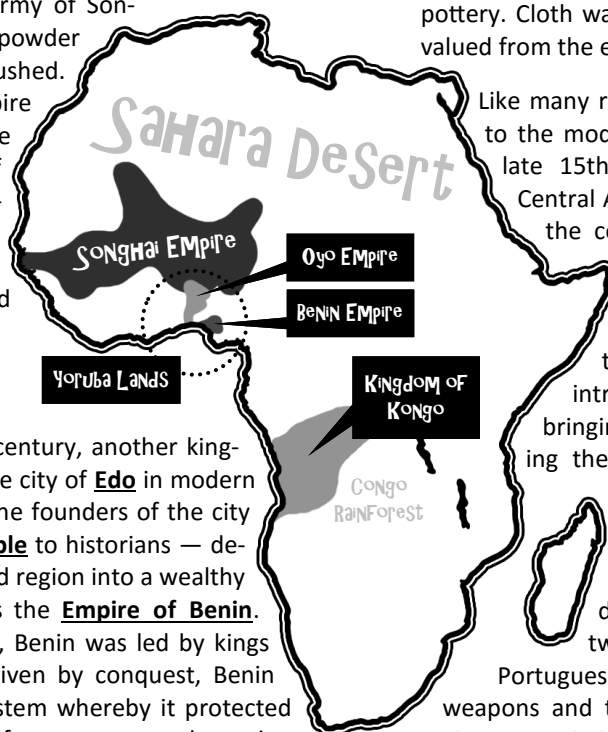 rmy of Son-
powder
ushed.
ire
e
d
century, another king-
e city of Edo in modern
he founders of the city
ble to historians — de-
d region into a wealthy
s the Empire of Benin.
, Benin was led by kings
iven by conquest, Benin
stem whereby it protected
Sahara Desert
Songhai Empire
Oyo Empire
Benin Empire
Yoruba Lands
Kingdom of
Kongo
Congo
Rainforest
pottery. Cloth wa
valued from the e
Like many r
to the mod
late 15th
Central A
the c
t
intr
bringin
ing the
d
tw
Portugues
weapons and t